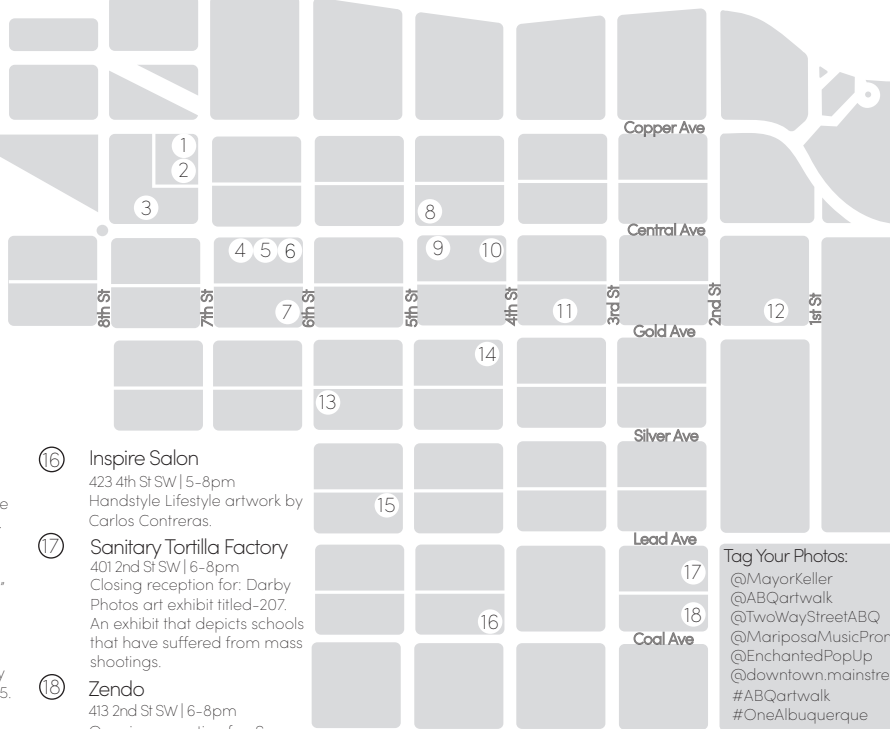 Copper Ave
1
2
3
8
Central Ave
4
5
6
9
10
8th St
7th St
7
6th St
5th St
4th St
11
3rd St
2nd St
12
1st St
Gold Ave
14
13
Silver Ave
15
Lead Ave
17
16
18
Coal Ave
e
16
Inspire Salon
423 4th St SW | 5-8pm
Handstyle Lifestyle artwork by
Carlos Contreras.
17
Sanitary Tortilla Factory
401 2nd St SW | 6-8pm
Closing reception for: Darby
Photos art exhibit titled-207.
An exhibit that depicts schools
that have suffered from mass
shootings.
y
5.
18
Zendo
413 2nd St SW | 6-8pm
Tag Your Photos:
@MayorKeller
@ABQartwalk
@TwoWayStreetABQ
@MariposaMusicPron
@EnchantedPopUp
@downtown.mainstre
#ABQartwalk
#OneAlbuquerque